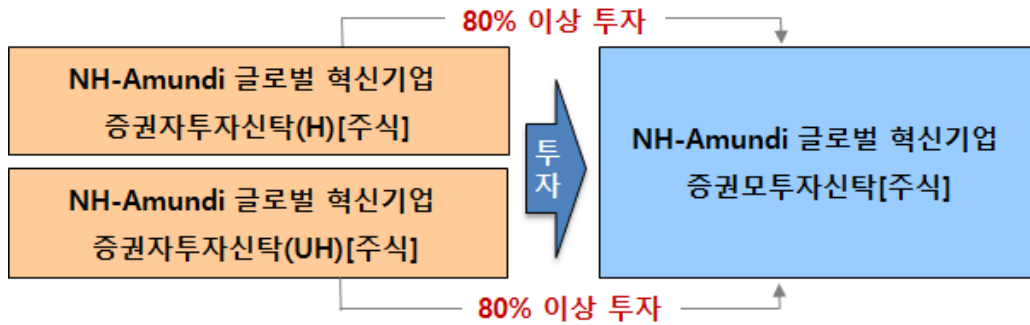 80% 이상 투자
NH-Amundi 글로벌 혁신기업
증권자투자신탁(H)[주식]
NH-Amundi 글로벌 혁신기업
증권자투자신탁(UH)[주식]
투
자
NH-Amundi 글로벌 혁신기업
증권모투자신탁[주식]
80% 이상 투자